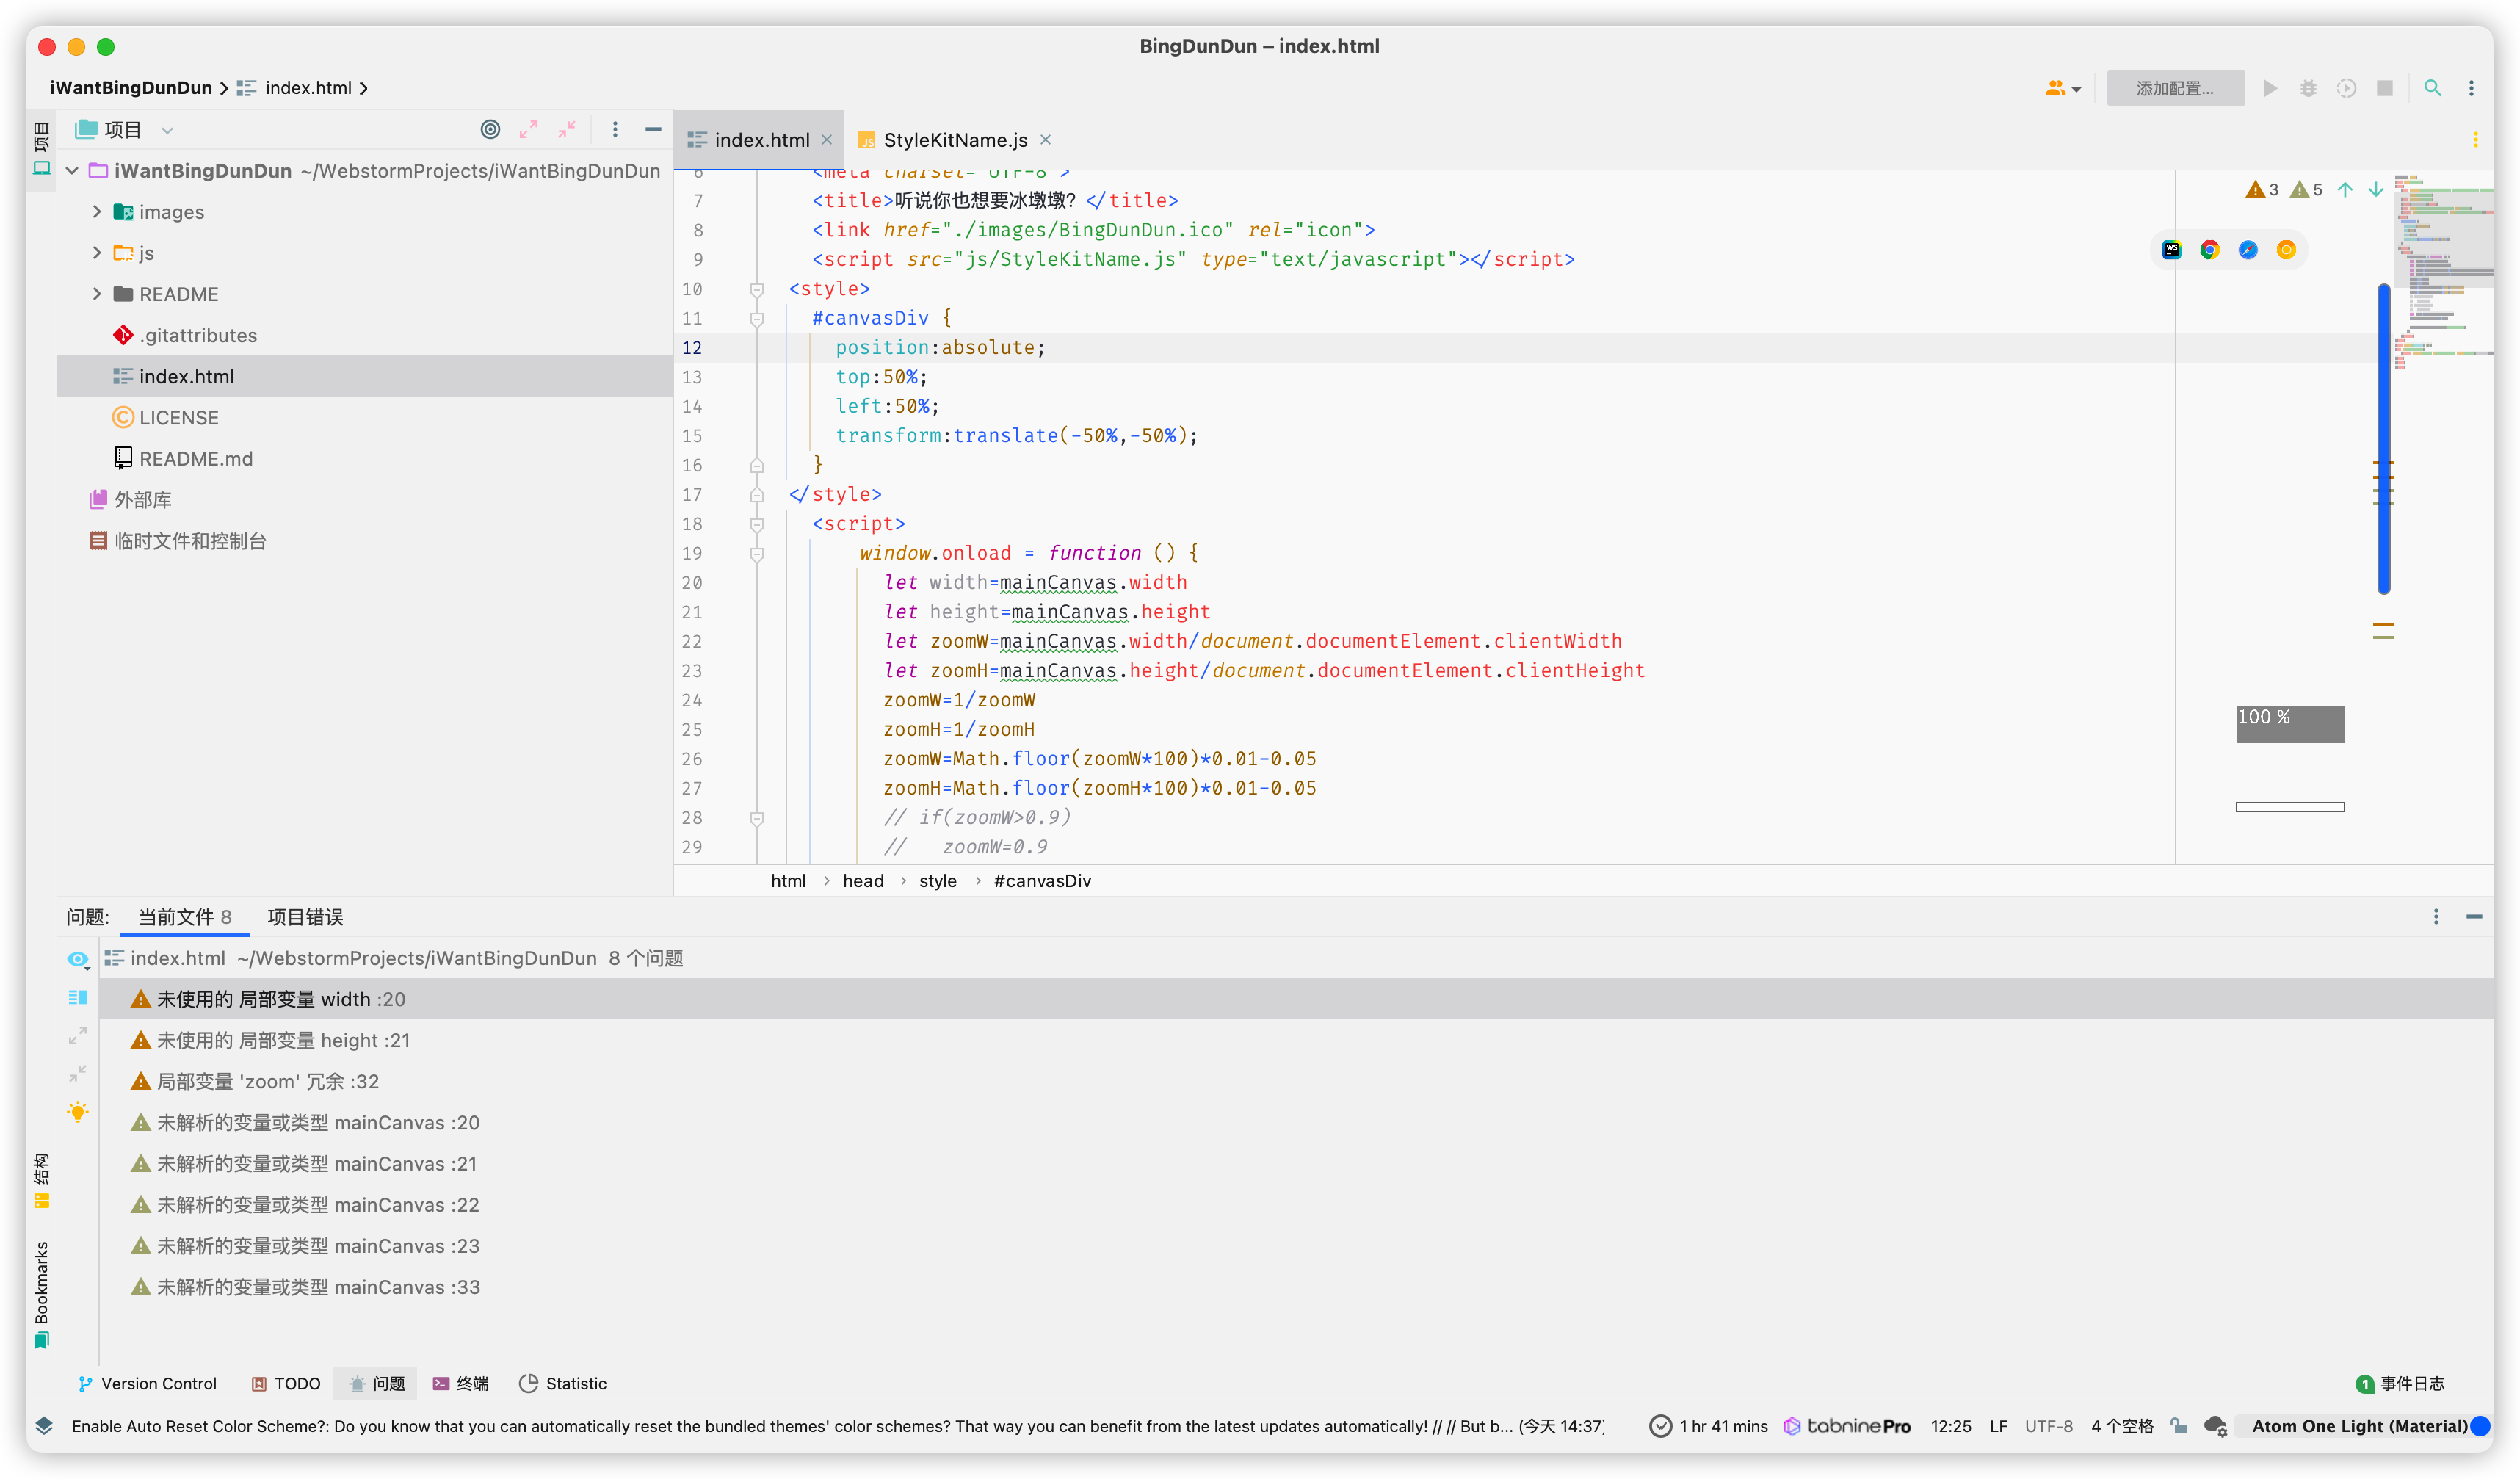 BingDunDun – index.html
iWantBingDunDun
index.html
添加配置...
项目
项目
index.html
StyleKitName.js
iWantBingDunDun ~/WebstormProjects/iWantBingDunDun
images
js
README
.gitattributes
index.html
LICENSE
README.md
外部库
临时文件和控制台
3
5
6 <meta charset="UTF-8">
7 <title>听说你也想要冰墩墩？</title>
8 <link href="./images/BingDunDun.ico" rel="icon">
9 <script src="js/StyleKitName.js" type="text/javascript"></script>
10 <style>
11 #canvasDiv {
12 position:absolute;
13 top:50%;
14 left:50%;
15 transform:translate(-50%,-50%);
16 }
17 </style>
18 <script>
19 window.onload = function () {
20 let width=mainCanvas.width
21 let height=mainCanvas.height
22 let zoomW=mainCanvas.width/document.documentElement.clientWidth
23 let zoomH=mainCanvas.height/document.documentElement.clientHeight
24 zoomW=1/zoomW
25 zoomH=1/zoomH
26 zoomW=Math.floor(zoomW*100)*0.01-0.05
27 zoomH=Math.floor(zoomH*100)*0.01-0.05
28 // if(zoomW>0.9)
29 // zoomW=0.9
100 %
html › head › style › #canvasDiv
问题: 当前文件 8 项目错误
index.html ~/WebstormProjects/iWantBingDunDun 8 个问题
未使用的 局部变量 width :20
未使用的 局部变量 height :21
局部变量 'zoom' 冗余 :32
未解析的变量或类型 mainCanvas :20
未解析的变量或类型 mainCanvas :21
未解析的变量或类型 mainCanvas :22
未解析的变量或类型 mainCanvas :23
未解析的变量或类型 mainCanvas :33
结构
Bookmarks
Version Control TODO 问题 终端 Statistic
1 事件日志
Enable Auto Reset Color Scheme?: Do you know that you can automatically reset the bundled themes' color schemes? That way you can benefit from the latest updates automatically! // // But b... (今天 14:37)
1 hr 41 mins tabnine Pro 12:25 LF UTF-8 4 个空格 Atom One Light (Material)